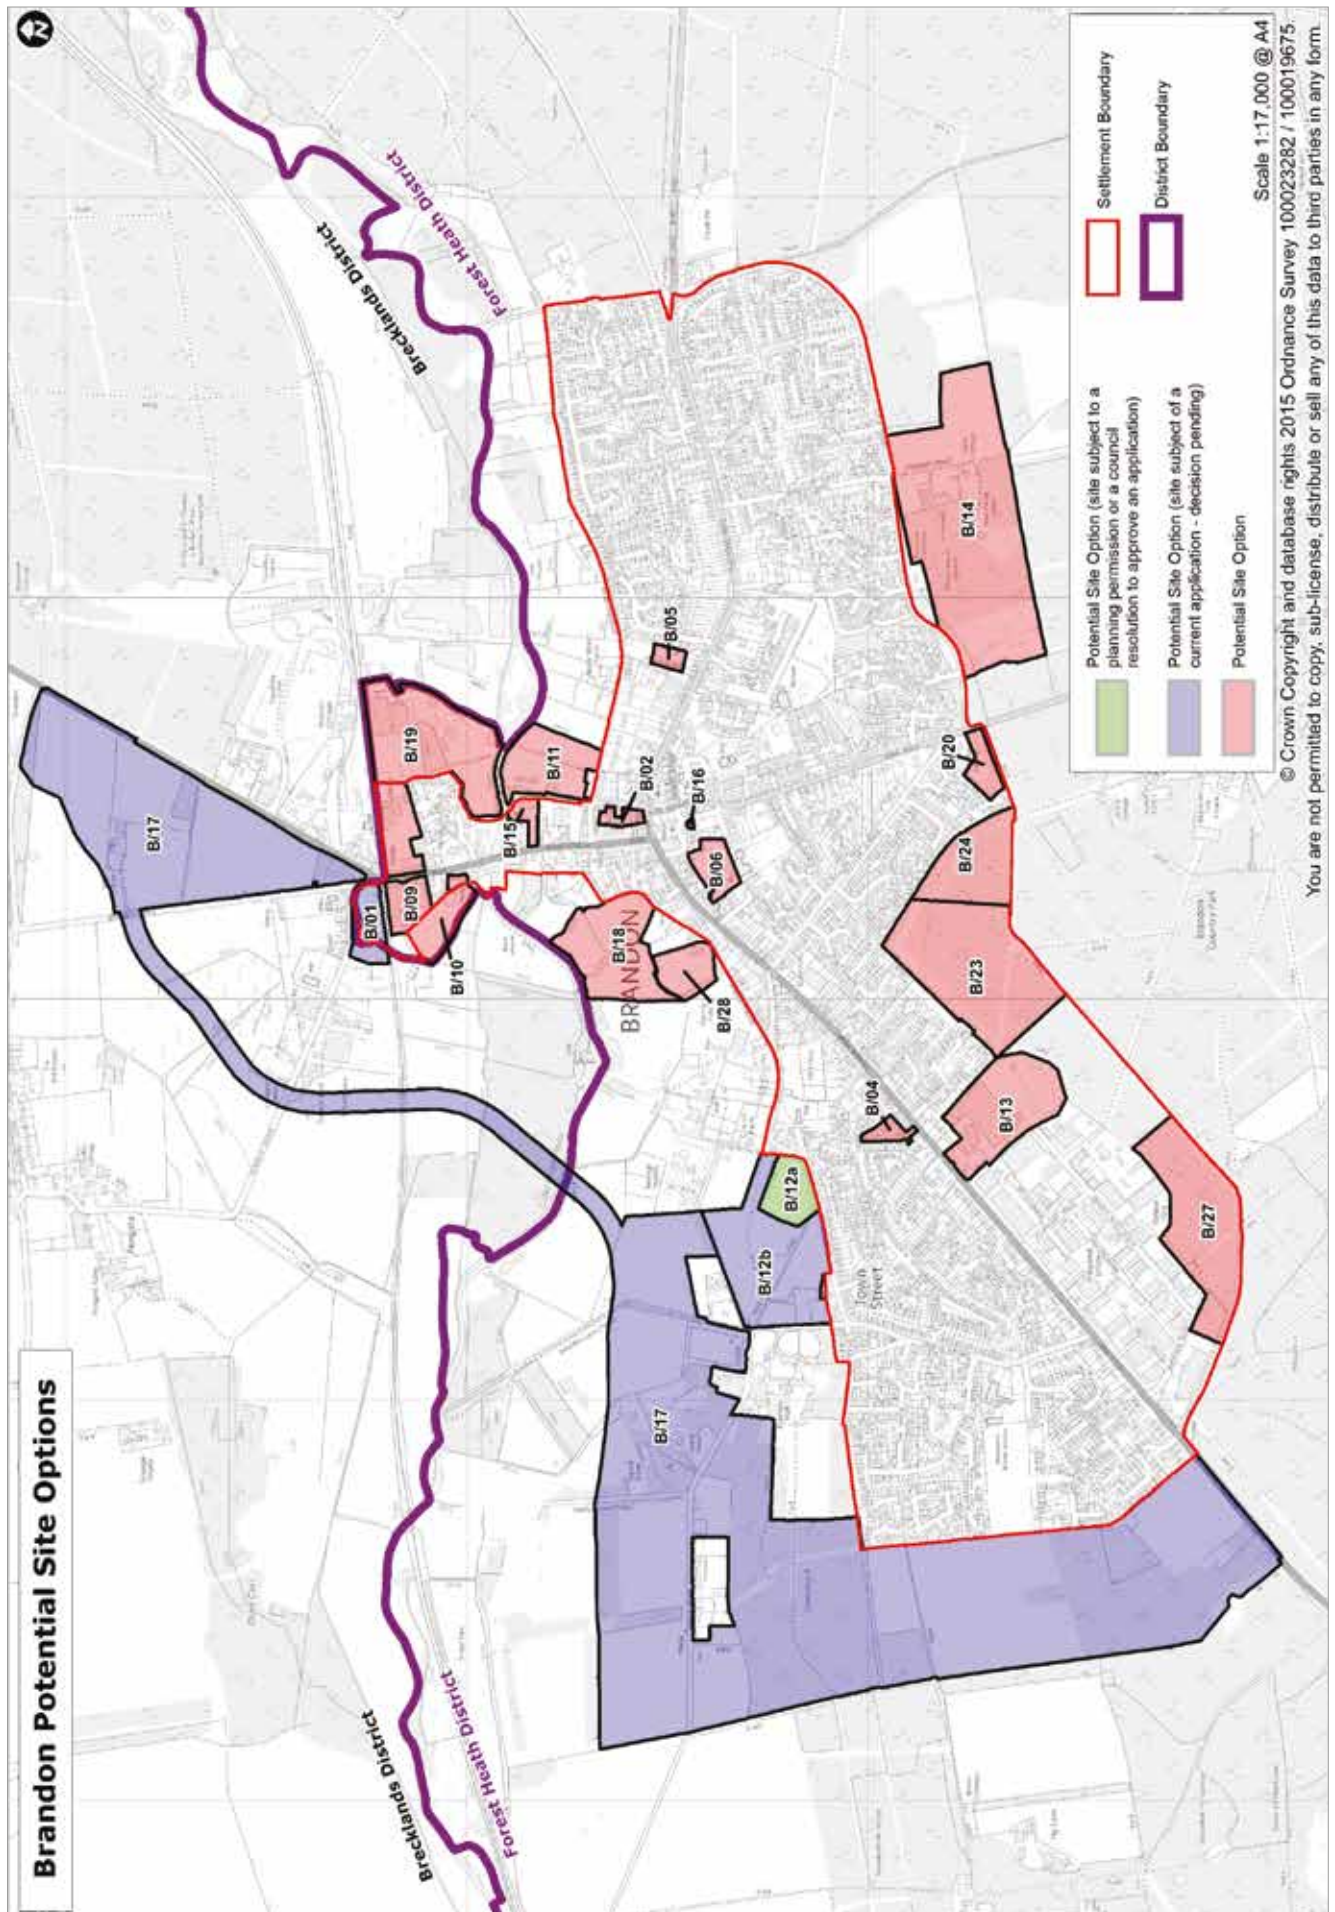 Brandon Potential Site Options
N
Brecklands District
Forest Heath District
Brecklands District
Forest Heath District
B/17
B/01
B/09
B/10
B/19
B/11
B/15
B/02
B/16
B/05
B/06
B/18
BRANDON
B/28
B/12a
B/12b
B/17
B/04
Town
Street
B/13
B/27
B/23
B/24
B/20
B/14
Brandon
Country Park
Potential Site Option (site subject to a
planning permission or a council
resolution to approve an application)
Potential Site Option (site subject of a
current application - decision pending)
Potential Site Option
Settlement Boundary
District Boundary
Scale 1:17,000 @ A4
© Crown Copyright and database rights 2015 Ordnance Survey 100023282 / 100019675.
You are not permitted to copy, sub-license, distribute or sell any of this data to third parties in any form.